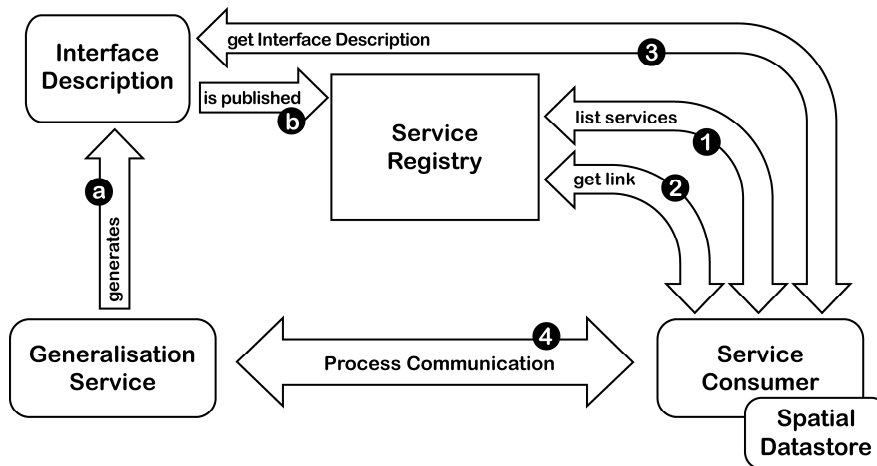 Interface
Description
get Interface Description
3
is published
b
Service
Registry
list services
1
get link
2
a
generates
Generalisation
Service
4
Process Communication
Service
Consumer
Spatial
Datastore